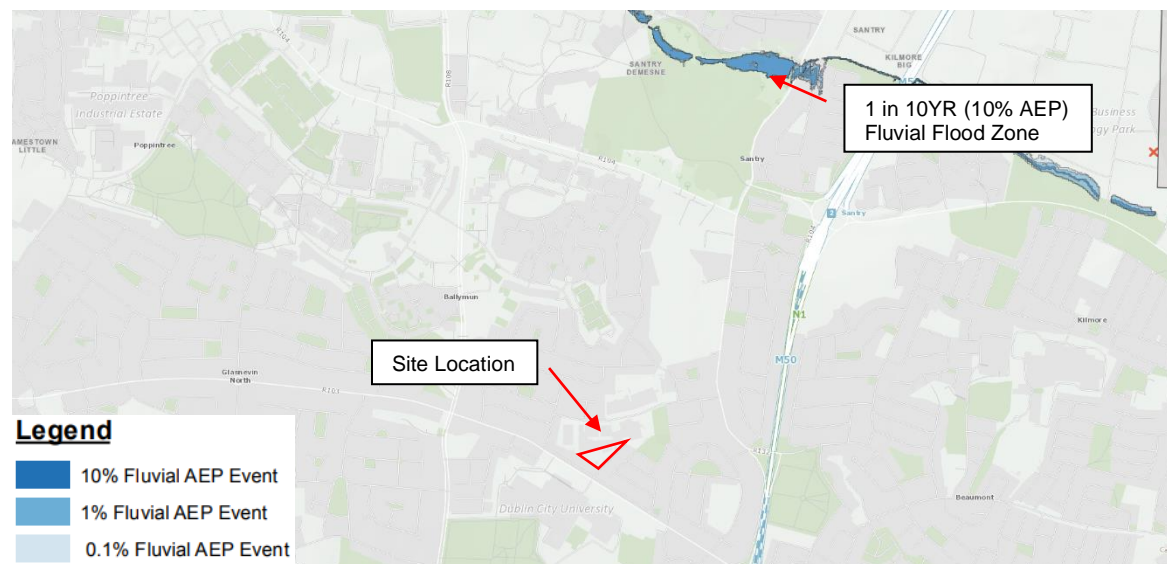 R104
SANTRY
R108
SANTRY
DEMESNE
KILMORE
BIG
M50
Poppintree
Industrial Estate
1 in 10YR (10% AEP)
Fluvial Flood Zone
Business
gy Park
JAMESTOWN
LITTLE
Poppintree
R104
Santry
3 Santry
R104
Ballymun
N1
Kilmore
M50
Site Location
Glasnevin
North
R103
Legend
10% Fluvial AEP Event
1% Fluvial AEP Event
0.1% Fluvial AEP Event
Dublin City University
Beaumont